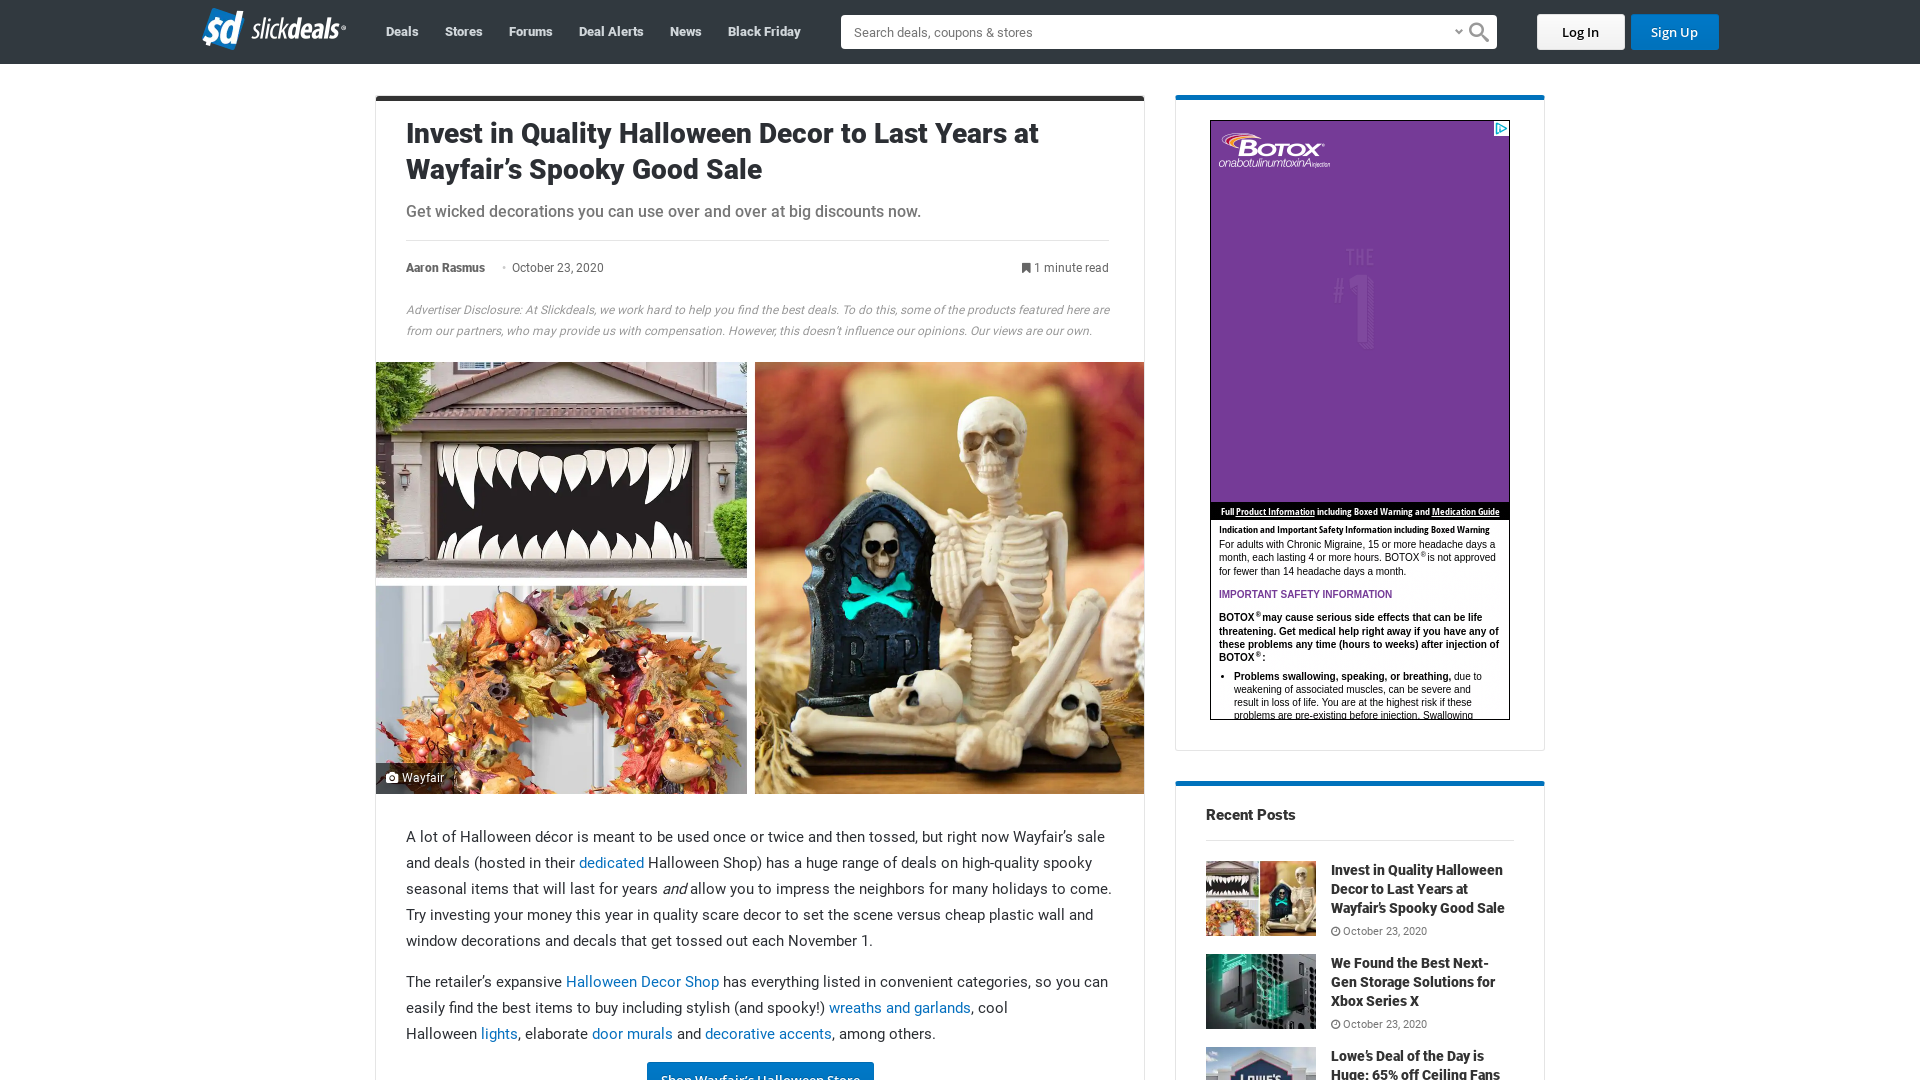 sd slickdeals
Deals
Stores
Forums
Deal Alerts
News
Black Friday
Search deals, coupons & stores
Log In
Sign Up
Invest in Quality Halloween Decor to Last Years at
Wayfair’s Spooky Good Sale
Get wicked decorations you can use over and over at big discounts now.
Aaron Rasmus • October 23, 2020
1 minute read
Advertiser Disclosure: At Slickdeals, we work hard to help you find the best deals. To do this, some of the products featured here are
from our partners, who may provide us with compensation. However, this doesn’t influence our opinions. Our views are our own.
RIP
Wayfair
A lot of Halloween décor is meant to be used once or twice and then tossed, but right now Wayfair’s sale
and deals (hosted in their dedicated Halloween Shop) has a huge range of deals on high-quality spooky
seasonal items that will last for years and allow you to impress the neighbors for many holidays to come.
Try investing your money this year in quality scare decor to set the scene versus cheap plastic wall and
window decorations and decals that get tossed out each November 1.
The retailer’s expansive Halloween Decor Shop has everything listed in convenient categories, so you can
easily find the best items to buy including stylish (and spooky!) wreaths and garlands, cool
Halloween lights, elaborate door murals and decorative accents, among others.
Shop Wayfair’s Halloween Store
BOTOX®
onabotulinumtoxinA injection
THE
#1
Full Product Information including Boxed Warning and Medication Guide
Indication and Important Safety Information including Boxed Warning
For adults with Chronic Migraine, 15 or more headache days a
month, each lasting 4 or more hours. BOTOX® is not approved
for fewer than 14 headache days a month.
IMPORTANT SAFETY INFORMATION
BOTOX® may cause serious side effects that can be life
threatening. Get medical help right away if you have any of
these problems any time (hours to weeks) after injection of
BOTOX®:
• Problems swallowing, speaking, or breathing, due to
weakening of associated muscles, can be severe and
result in loss of life. You are at the highest risk if these
problems are pre-existing before injection. Swallowing
Recent Posts
Invest in Quality Halloween
Decor to Last Years at
Wayfair’s Spooky Good Sale
October 23, 2020
We Found the Best Next-
Gen Storage Solutions for
Xbox Series X
October 23, 2020
LOWE'S
Lowe’s Deal of the Day is
Huge: 65% off Ceiling Fans